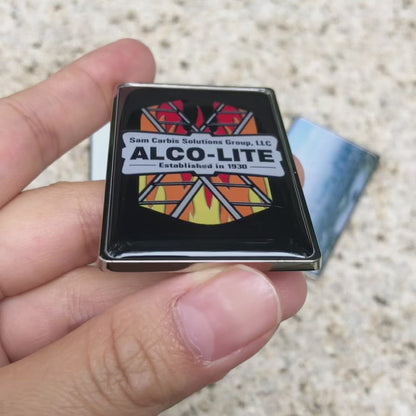 Sam Carbis Solutions Group, LLC
ALCO-LITE
Established in 1930